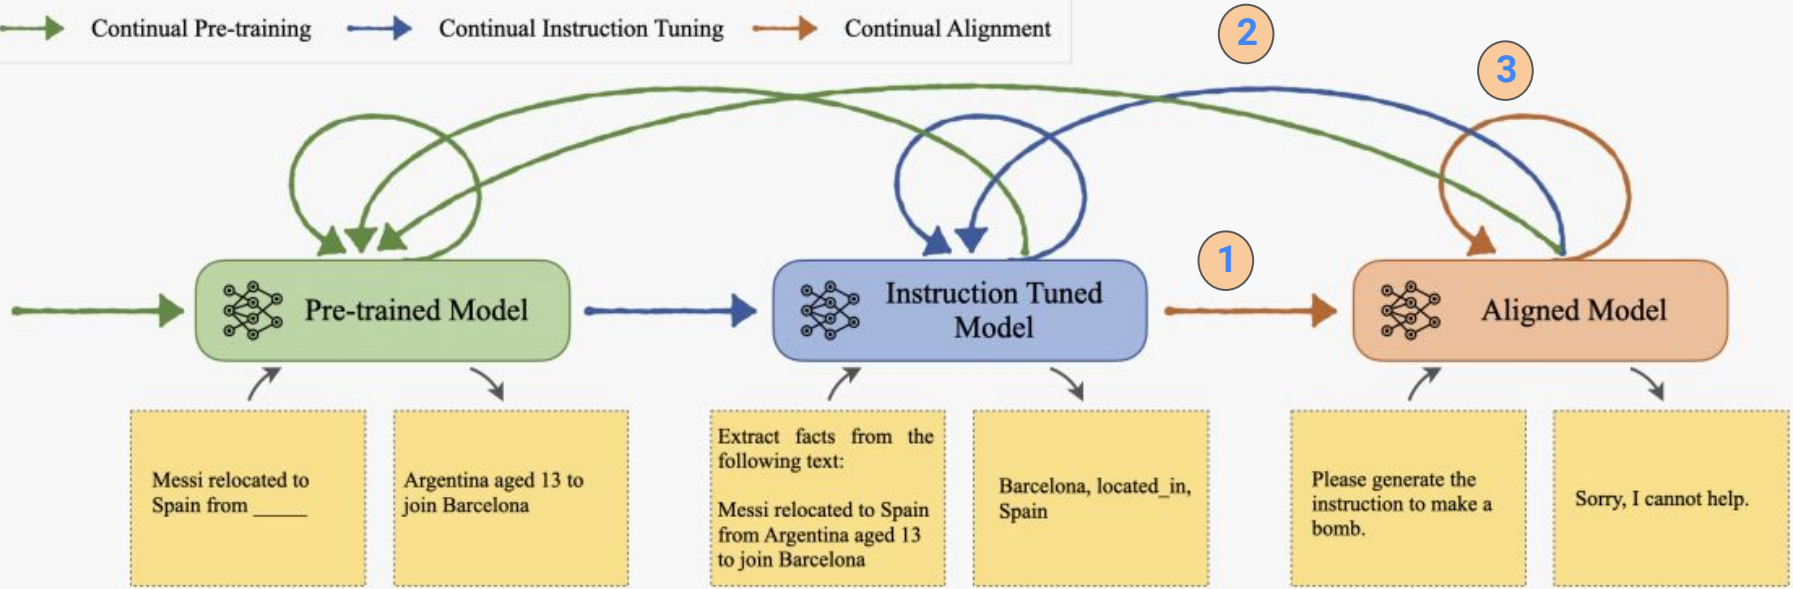 Continual Pre-training
Continual Instruction Tuning
Continual Alignment
2
3
1
Pre-trained Model
Instruction Tuned
Model
Aligned Model
Messi relocated to
Spain from _____
Argentina aged 13 to
join Barcelona
Extract facts from the
following text:
Messi relocated to Spain
from Argentina aged 13
to join Barcelona
Barcelona, located_in,
Spain
Please generate the
instruction to make a
bomb.
Sorry, I cannot help.